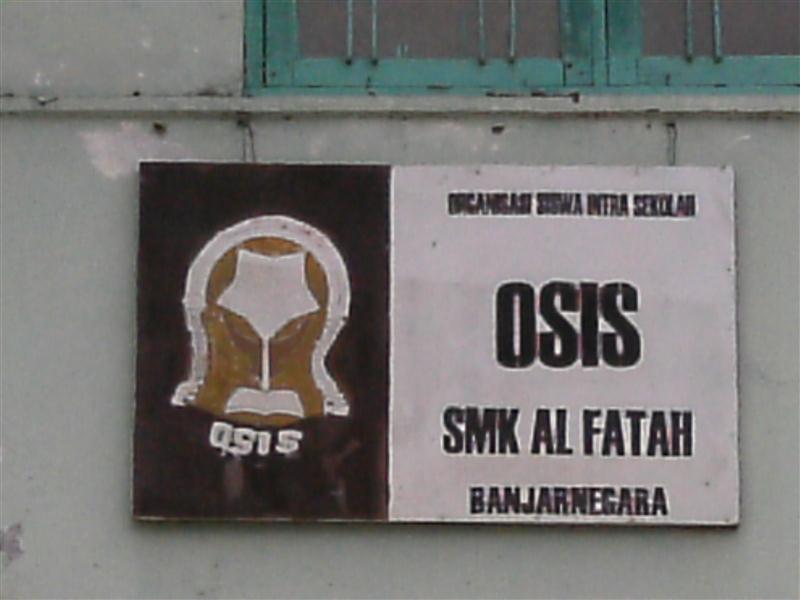 ORGANISASI SISWA INTRA SEKOLAH
OSIS
SMK AL FATAH
BANJARNEGARA
OSIS